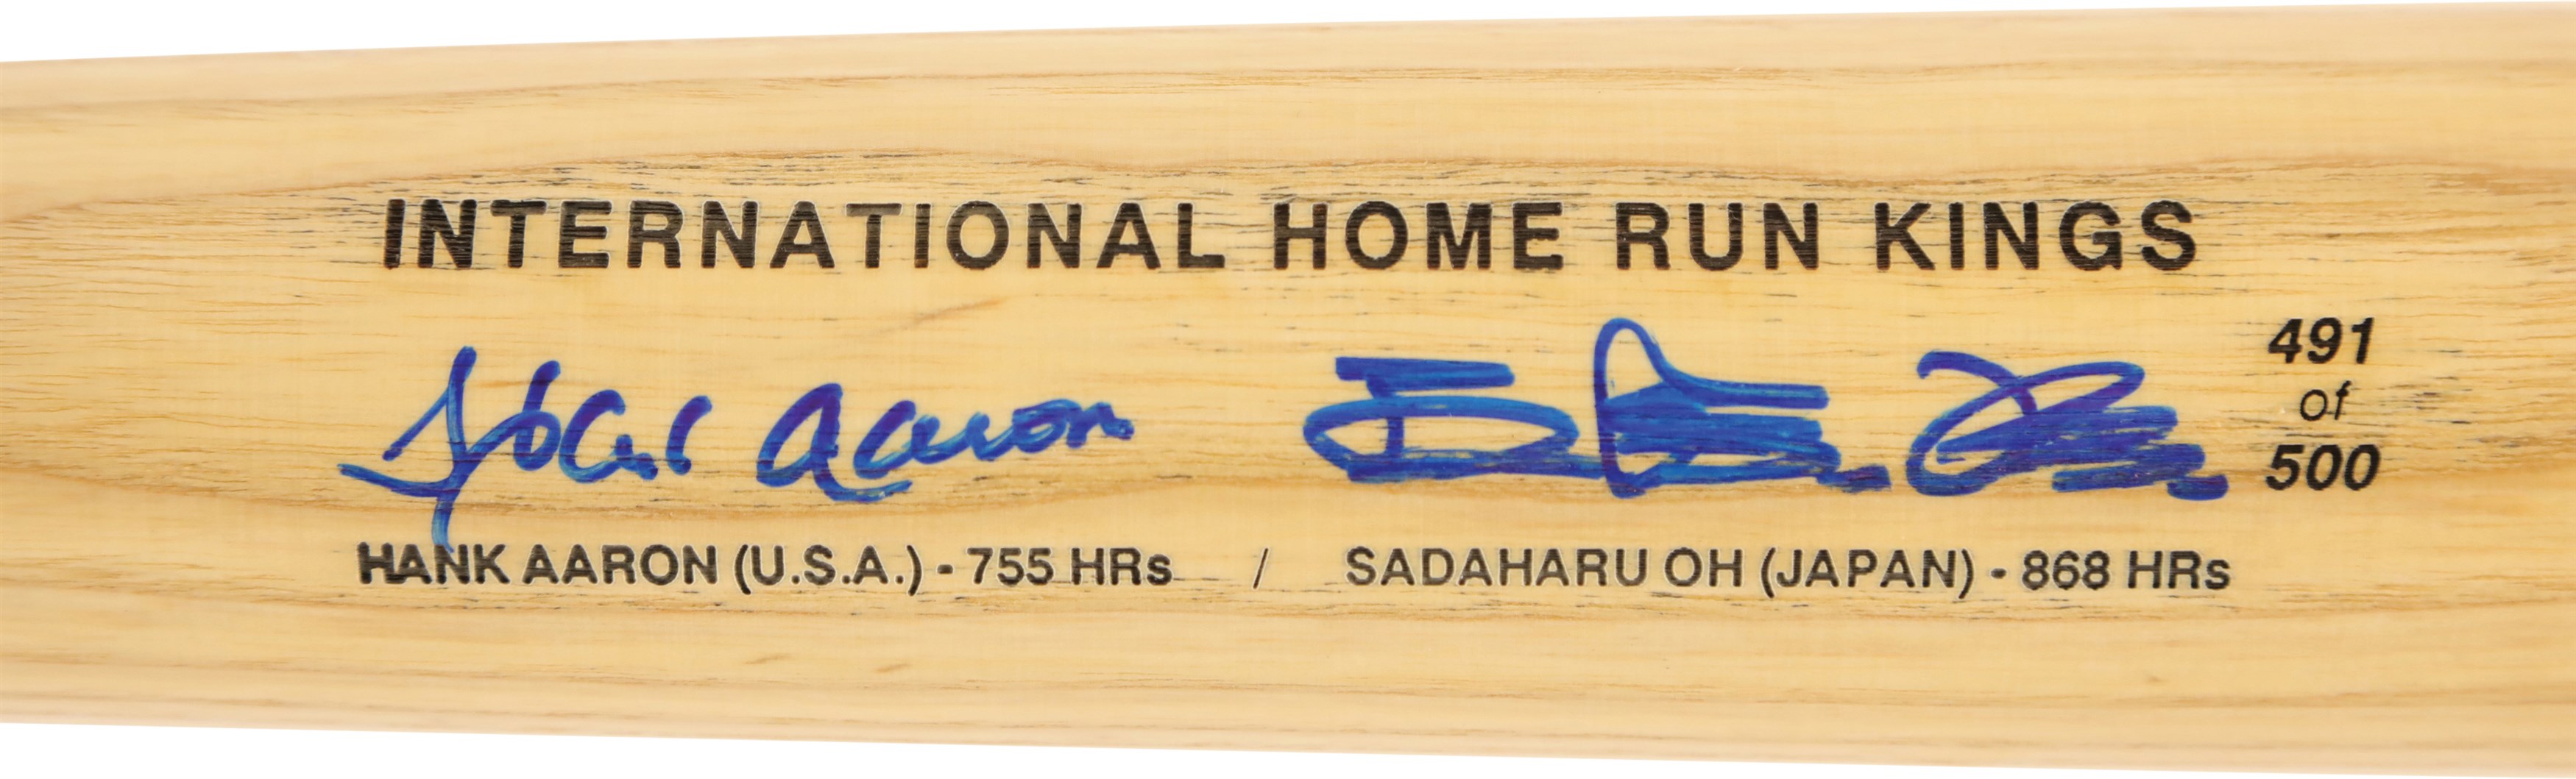 INTERNATIONAL HOME RUN KINGS
Hank Aaron
491
of
500
HANK AARON (U.S.A.) - 755 HRs / SADAHARU OH (JAPAN) - 868 HRs